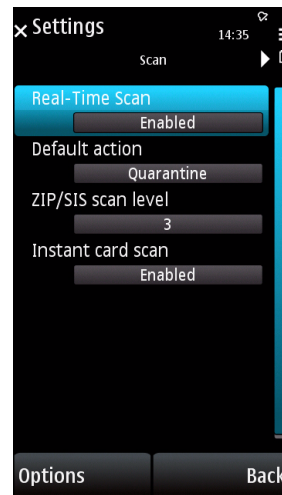 Settings
14:35
Scan
Real-Time Scan
Enabled
Default action
Quarantine
ZIP/SIS scan level
3
Instant card scan
Enabled
Options
Back